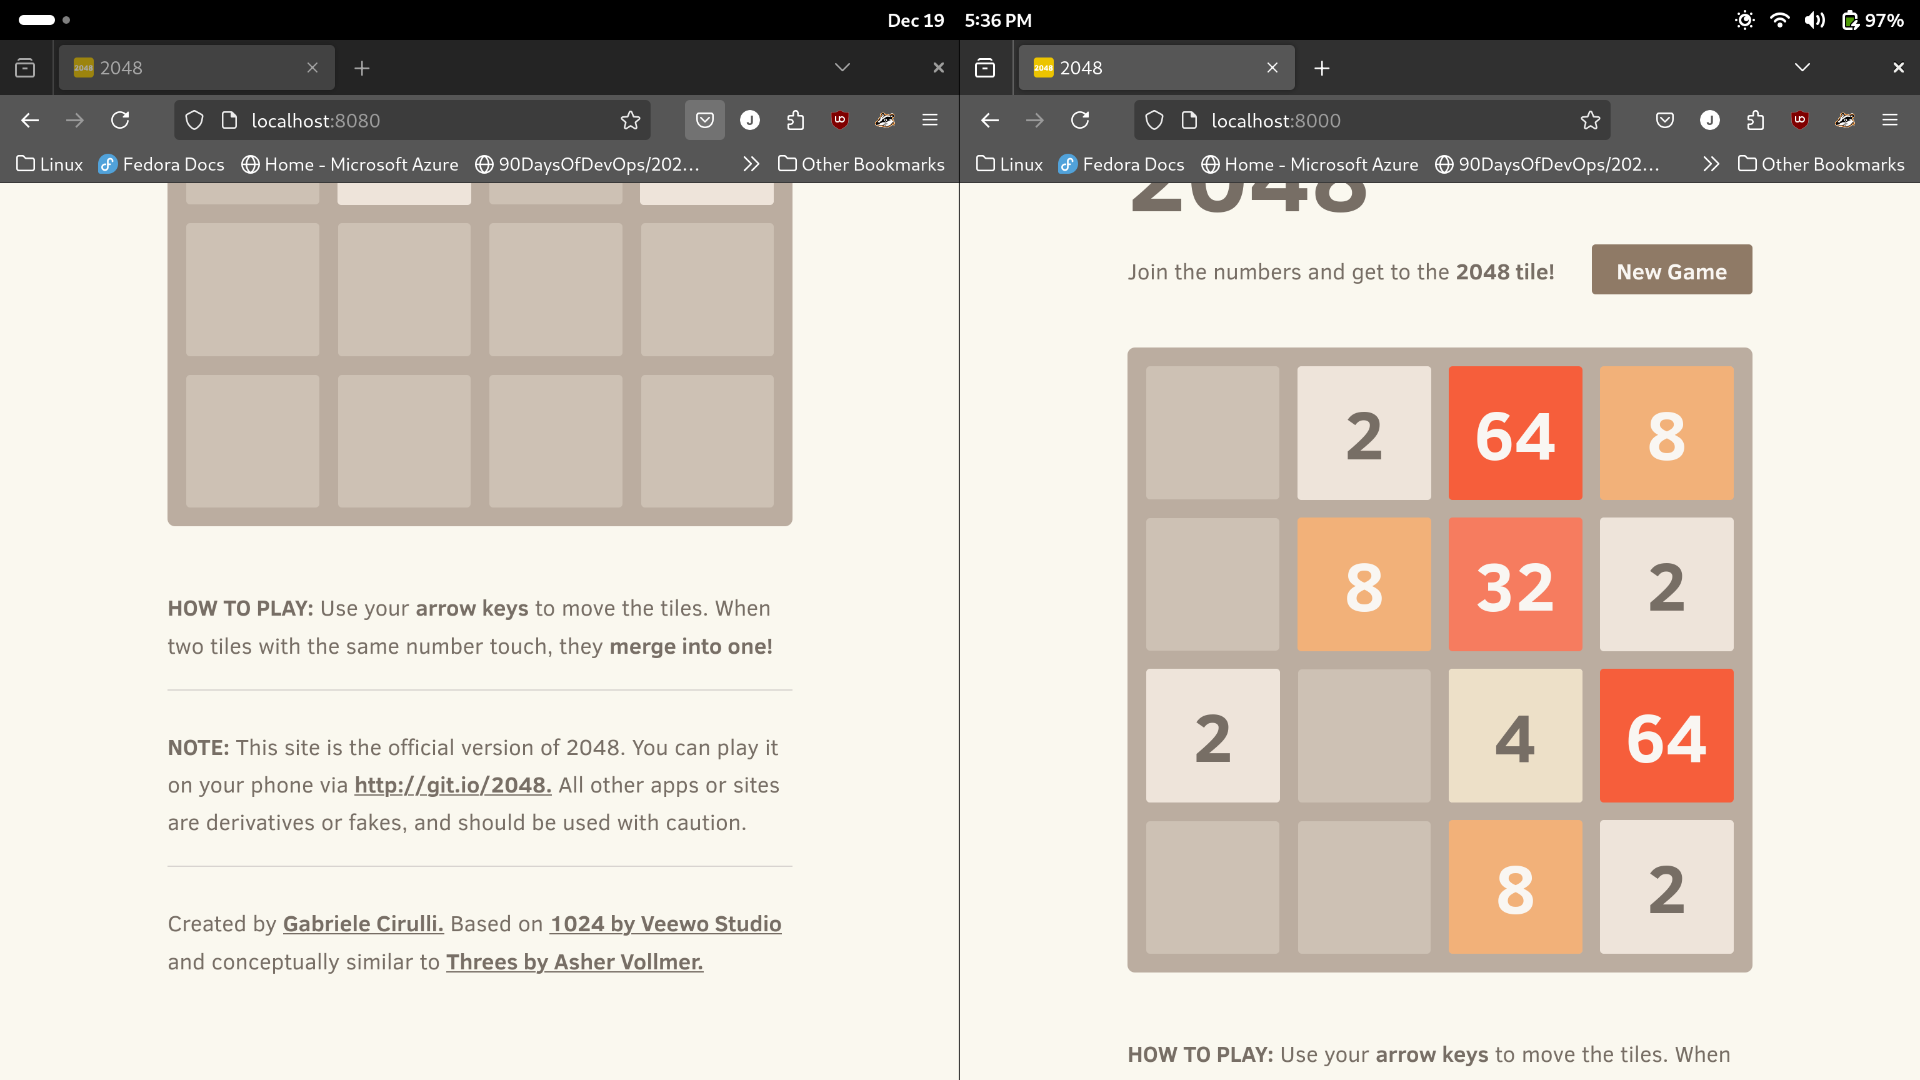 Dec 19 5:36 PM
97%
2048
localhost:8080
Linux Fedora Docs Home - Microsoft Azure 90DaysOfDevOps/202... Other Bookmarks
HOW TO PLAY: Use your arrow keys to move the tiles. When
two tiles with the same number touch, they merge into one!
NOTE: This site is the official version of 2048. You can play it
on your phone via http://git.io/2048. All other apps or sites
are derivatives or fakes, and should be used with caution.
Created by Gabriele Cirulli. Based on 1024 by Veewo Studio
and conceptually similar to Threes by Asher Vollmer.
2048
J
localhost:8000
J
Linux Fedora Docs Home - Microsoft Azure 90DaysOfDevOps/202... Other Bookmarks
2048
Join the numbers and get to the 2048 tile!
New Game
2 64 8
8 32 2
2 4 64
8 2
HOW TO PLAY: Use your arrow keys to move the tiles. When